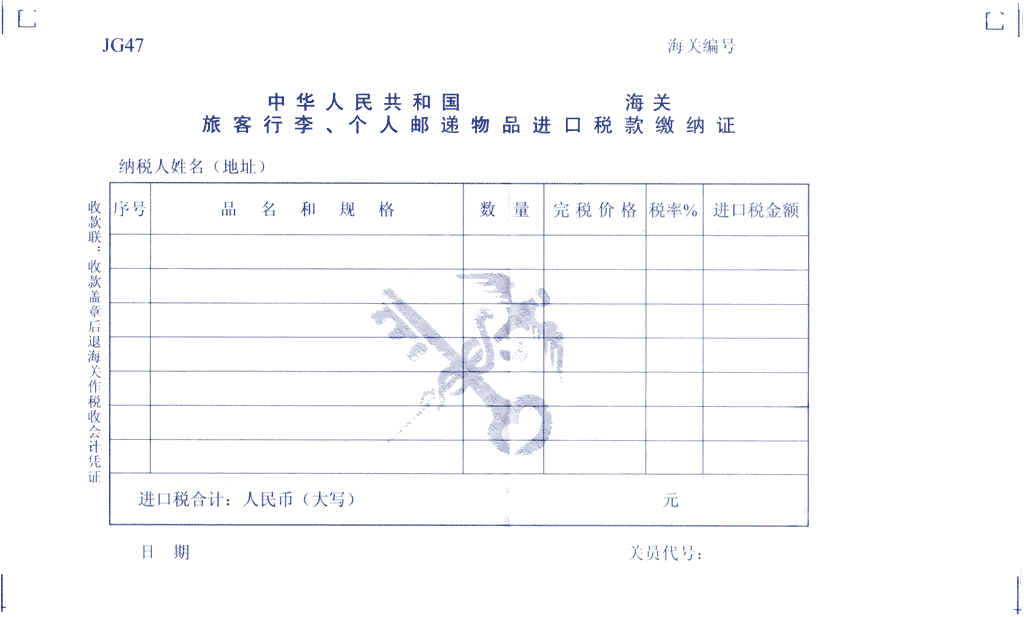 JG47 海关编号
中华人民共和国 海关
旅客行李、个人邮递物品进口税款缴纳证
纳税人姓名（地址）
序号 品名和规格 数量 完税价格 税率% 进口税金额
进口税合计：人民币（大写） 元
日期 关员代号：
收款联：收款盖章后退海关作税收会计凭证